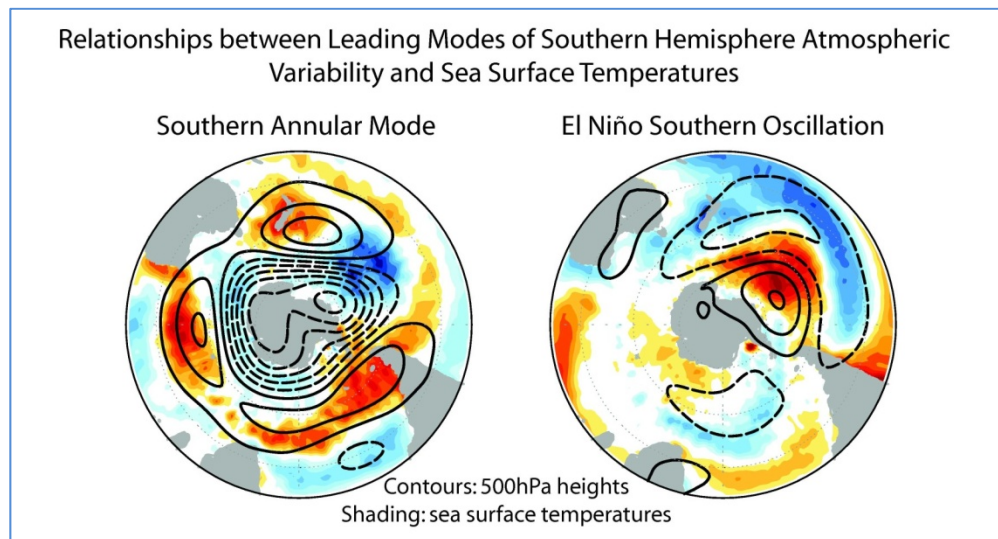 Relationships between Leading Modes of Southern Hemisphere Atmospheric
Variability and Sea Surface Temperatures
Southern Annular Mode
El Niño Southern Oscillation
Contours: 500hPa heights
Shading: sea surface temperatures